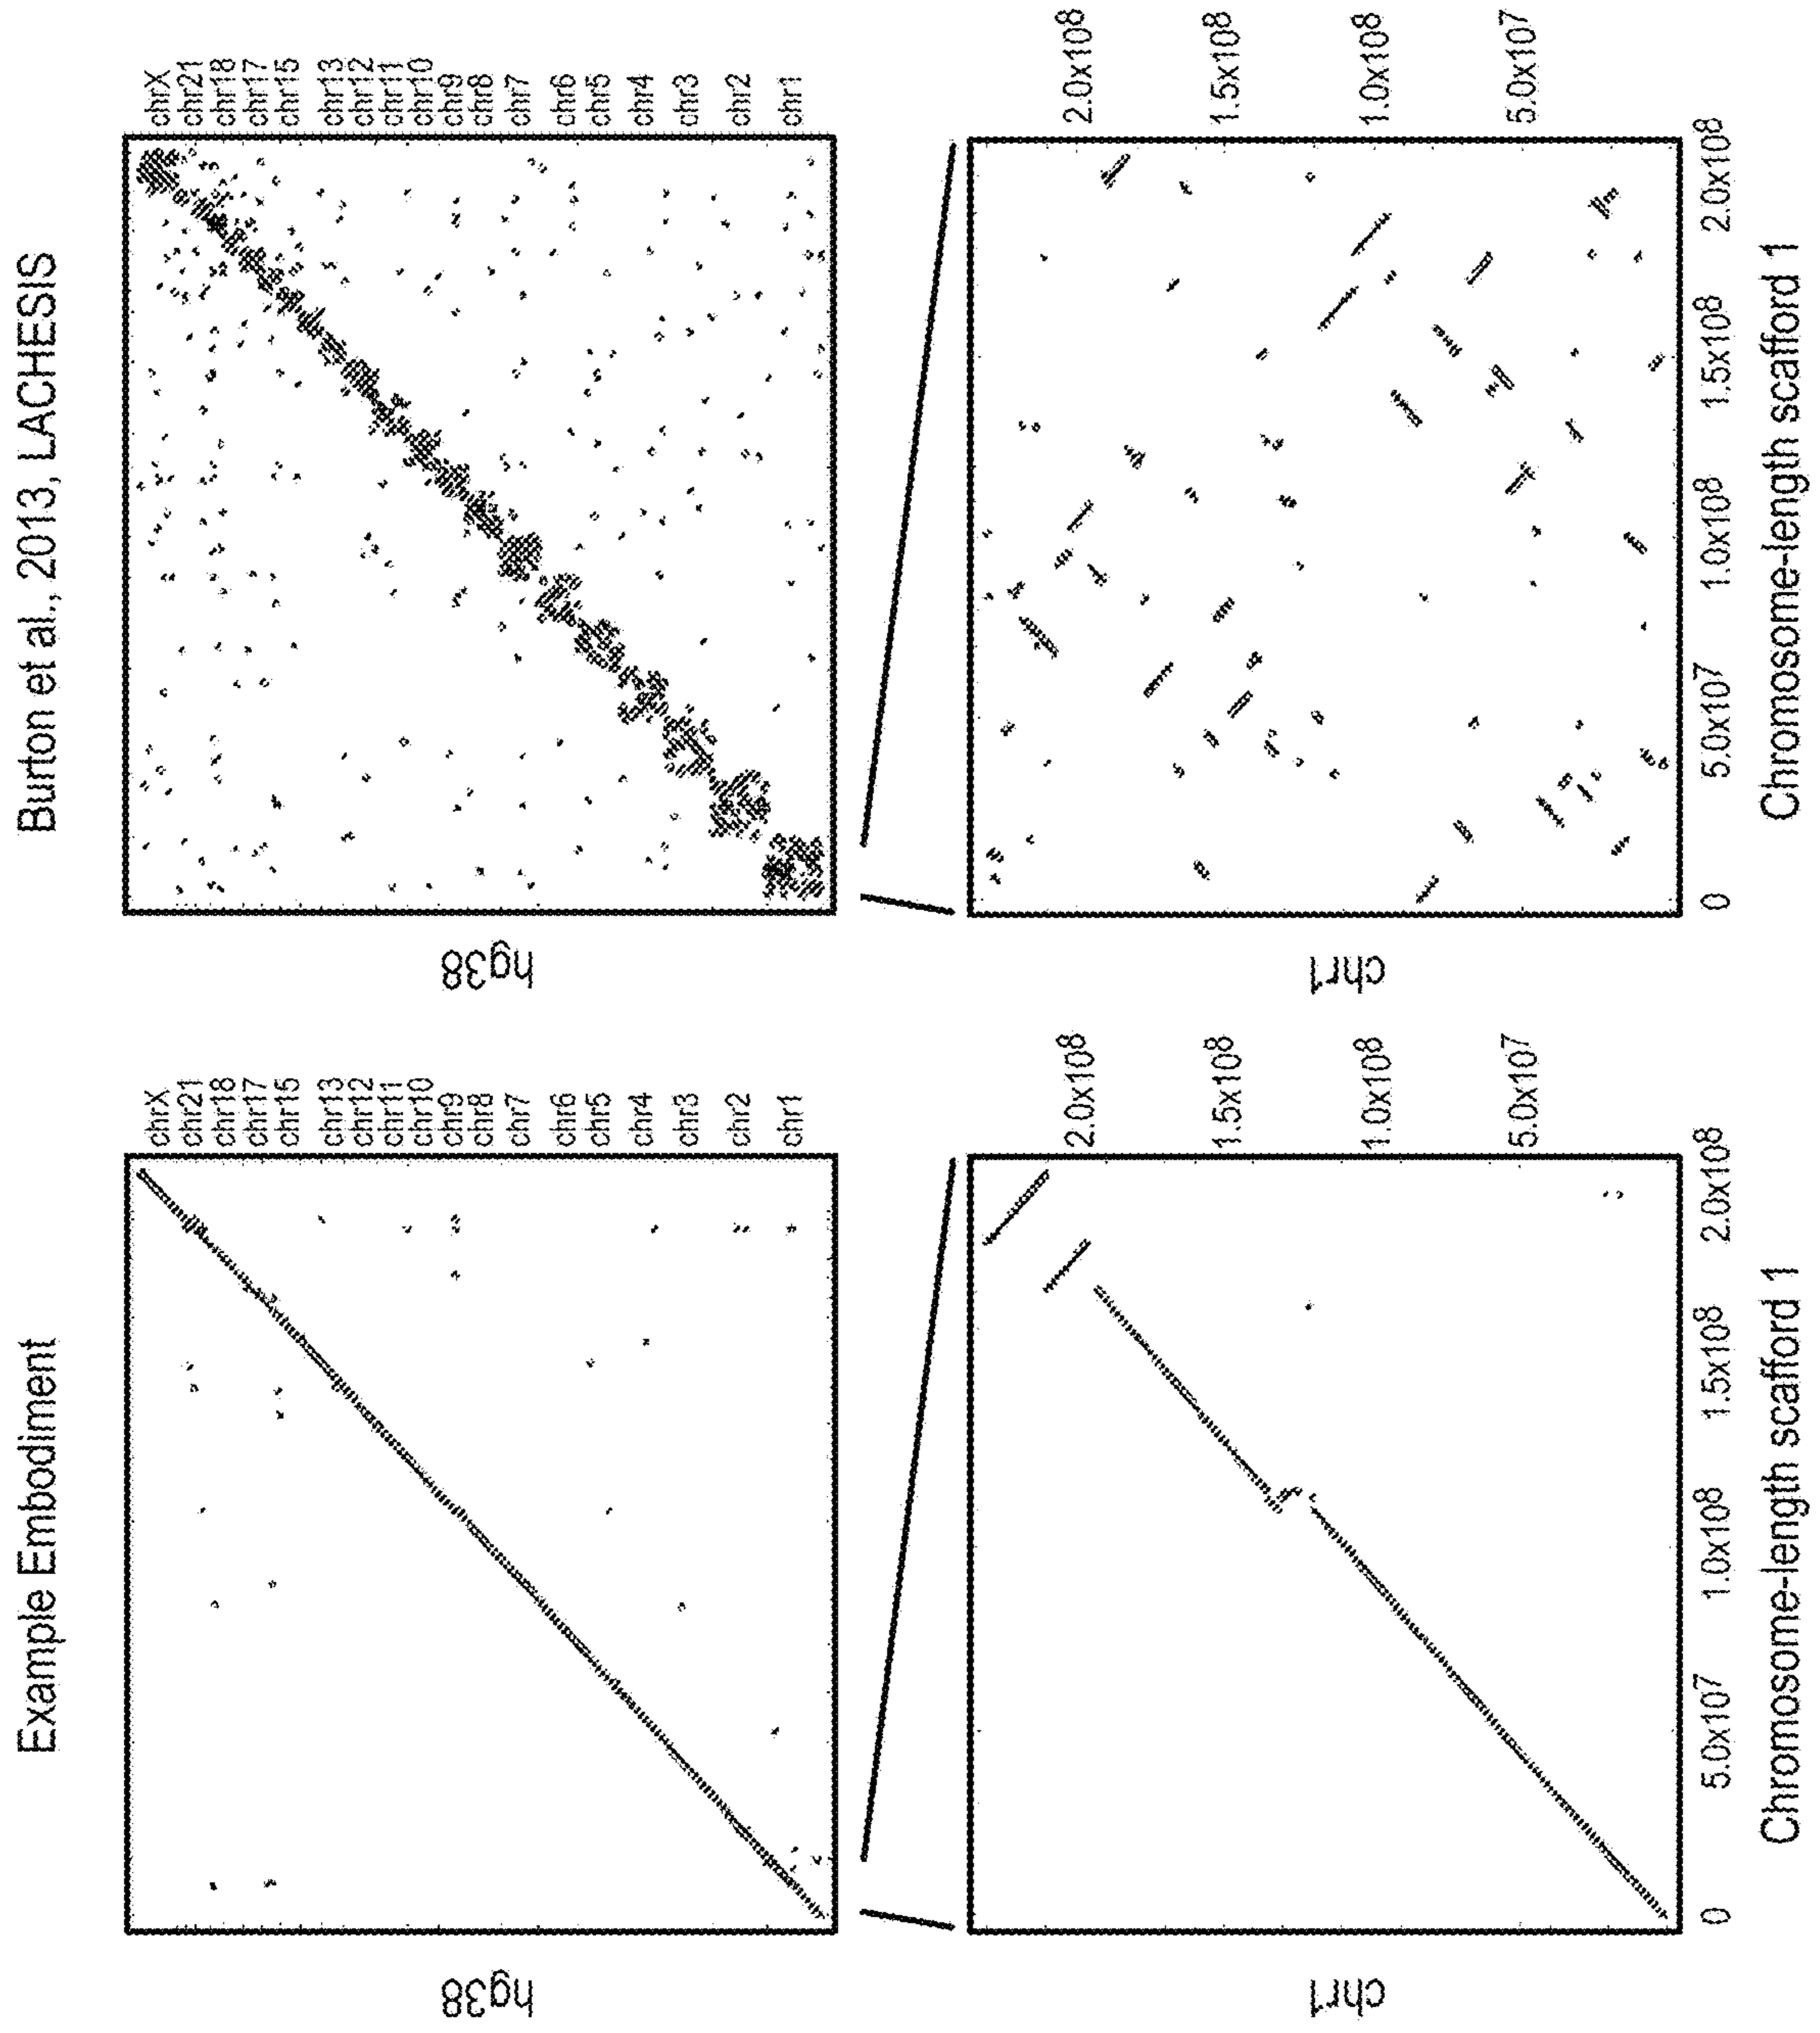 Example Embodiment
hg38
chrX
chr21
chr18
chr17
chr15
chr13
chr12
chr11
chr10
chr9
chr8
chr7
chr6
chr5
chr4
chr3
chr2
chr1
chr1
2.0x10⁸
1.5x10⁸
1.0x10⁸
5.0x10⁷
0 5.0x10⁷ 1.0x10⁸ 1.5x10⁸ 2.0x10⁸
Chromosome-length scafford 1
Burton et al., 2013, LACHESIS
hg38
chrX
chr21
chr18
chr17
chr15
chr13
chr12
chr11
chr10
chr9
chr8
chr7
chr6
chr5
chr4
chr3
chr2
chr1
chr1
2.0x10⁸
1.5x10⁸
1.0x10⁸
5.0x10⁷
0 5.0x10⁷ 1.0x10⁸ 1.5x10⁸ 2.0x10⁸
Chromosome-length scafford 1